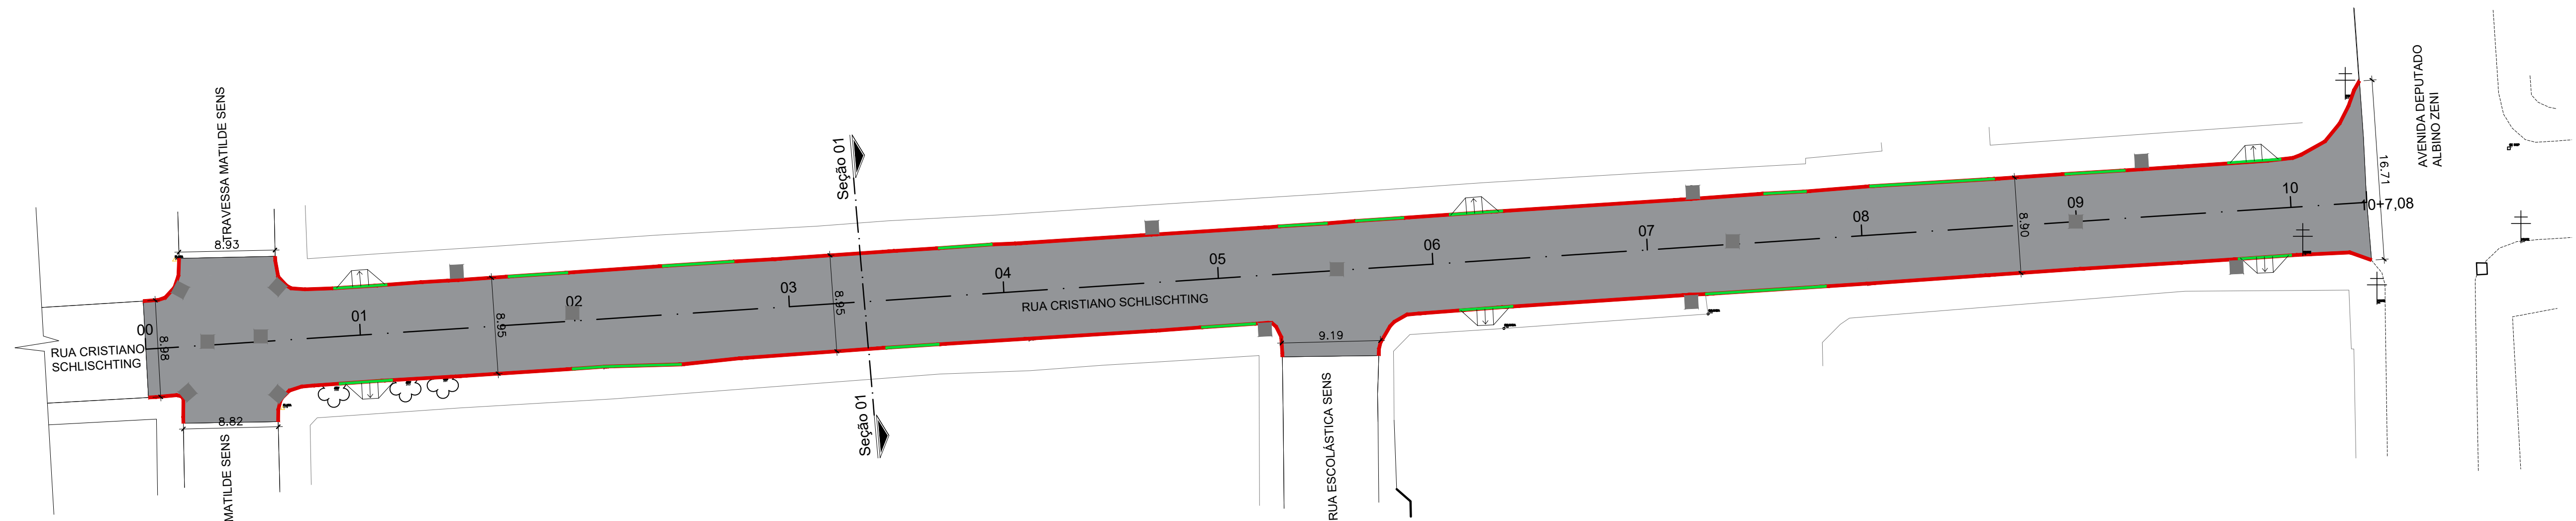 TRAVESSA MATILDE SENS
8.93
00
8.98
RUA CRISTIANO
SCHLISCHTING
8.82
MATILDE SENS
01
8.95
02
03
8.95
Seção 01
Seção 01
04
RUA CRISTIANO SCHLISCHTING
05
9.19
RUA ESCOLÁSTICA SENS
06
07
08
8.90
09
10
10+7,08
16.71
AVENIDA DEPUTADO
ALBINO ZENI